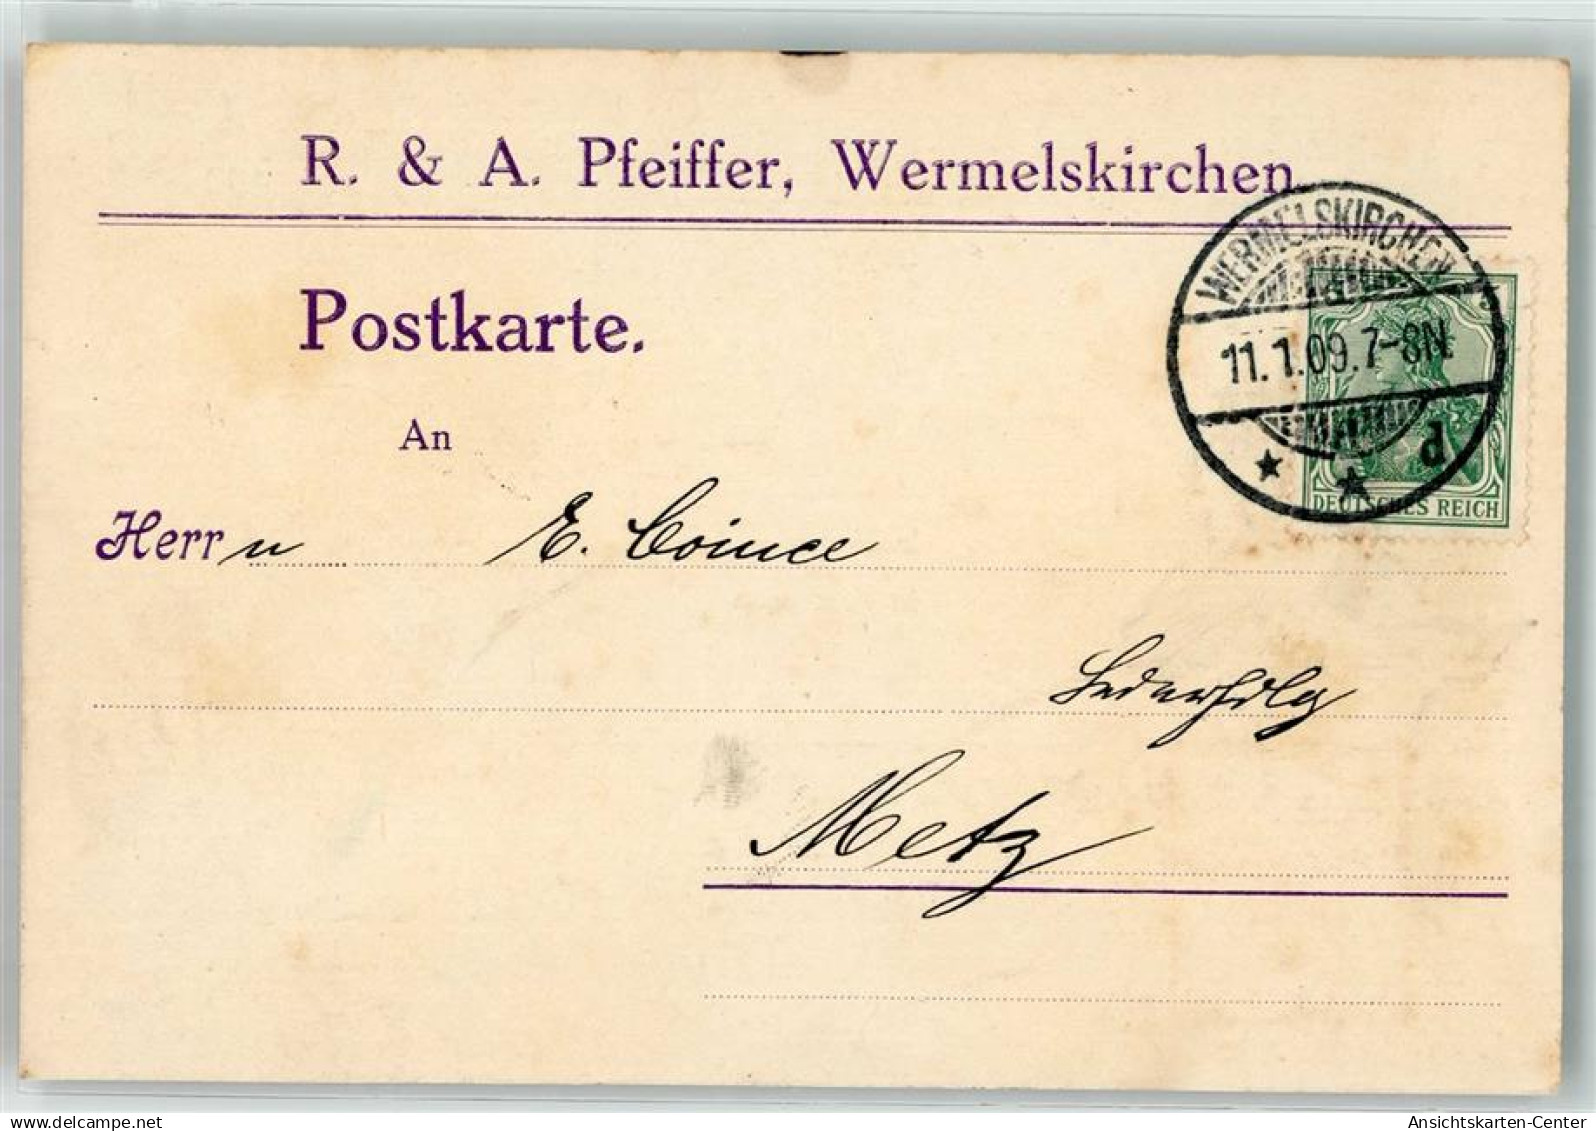 R. & A. Pfeiffer, Wermelskirchen.
WERMELSKIRCHEN
11.1.09.7-8N.
d
DEUTSCHES REICH
Postkarte.
An
Herrn
E. Coince
Lederhdlg
Metz
www.delcampe.net
Ansichtskarten-Center